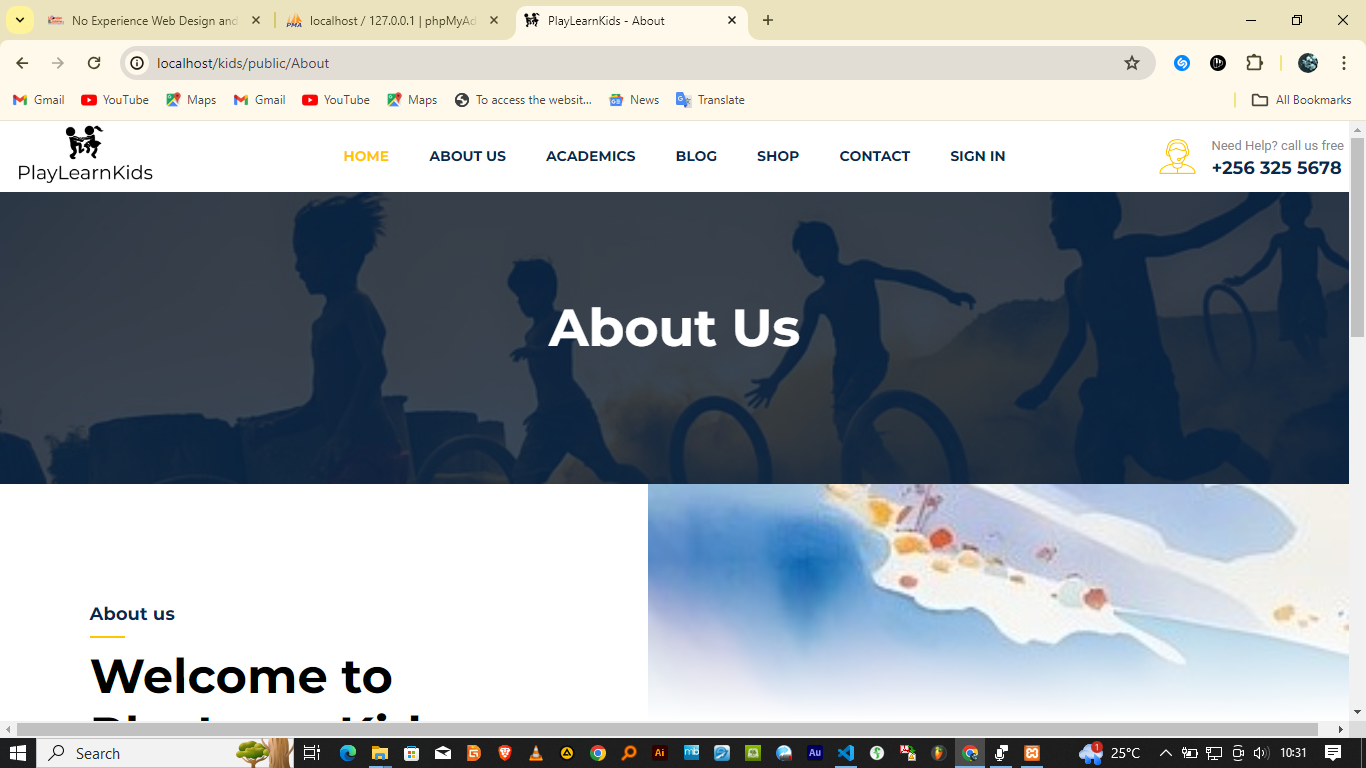 No Experience Web Design and
localhost / 127.0.0.1 | phpMyAd
PlayLearnKids - About
localhost/kids/public/About
Gmail
YouTube
Maps
Gmail
YouTube
Maps
To access the websit...
News
Translate
All Bookmarks
PlayLearnKids
HOME
ABOUT US
ACADEMICS
BLOG
SHOP
CONTACT
SIGN IN
Need Help? call us free
+256 325 5678
About Us
About us
Welcome to
PlayLearnKids
Search
25°C
10:31